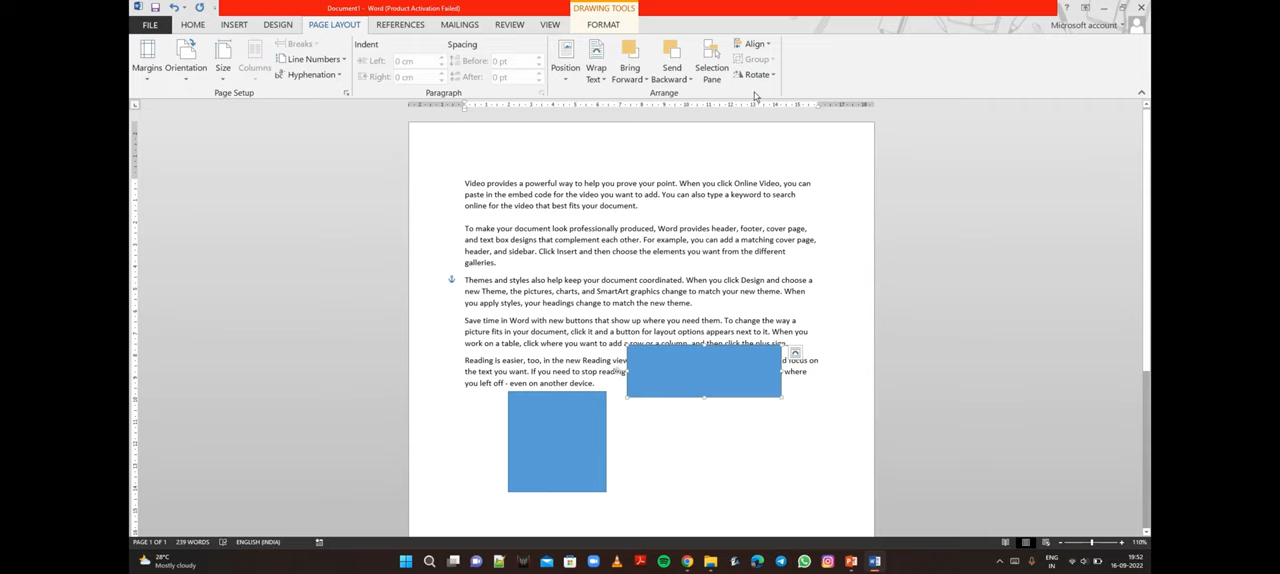 Document1 - Word (Product Activation Failed)
DRAWING TOOLS
FILE HOME INSERT DESIGN PAGE LAYOUT REFERENCES MAILINGS REVIEW VIEW FORMAT
Microsoft account
Margins Orientation Size Columns
Breaks
Line Numbers
Hyphenation
Page Setup
Indent Spacing
Left: 0 cm Before: 0 pt
Right: 0 cm After: 0 pt
Paragraph
Position Wrap Text Bring Forward Send Backward Selection Pane
Align
Group
Rotate
Arrange
Video provides a powerful way to help you prove your point. When you click Online Video, you can
paste in the embed code for the video you want to add. You can also type a keyword to search
online for the video that best fits your document.
To make your document look professionally produced, Word provides header, footer, cover page,
and text box designs that complement each other. For example, you can add a matching cover page,
header, and sidebar. Click Insert and then choose the elements you want from the different
galleries.
Themes and styles also help keep your document coordinated. When you click Design and choose a
new Theme, the pictures, charts, and SmartArt graphics change to match your new theme. When
you apply styles, your headings change to match the new theme.
Save time in Word with new buttons that show up where you need them. To change the way a
picture fits in your document, click it and a button for layout options appears next to it. When you
work on a table, click where you want to add a row or a column, and then click the plus sign.
Reading is easier, too, in the new Reading view focus on
the text you want. If you need to stop reading where
you left off - even on another device.
PAGE 1 OF 1 239 WORDS ENGLISH (INDIA) 110%
28°C
Mostly cloudy
ENG
IN
19:52
16-09-2022